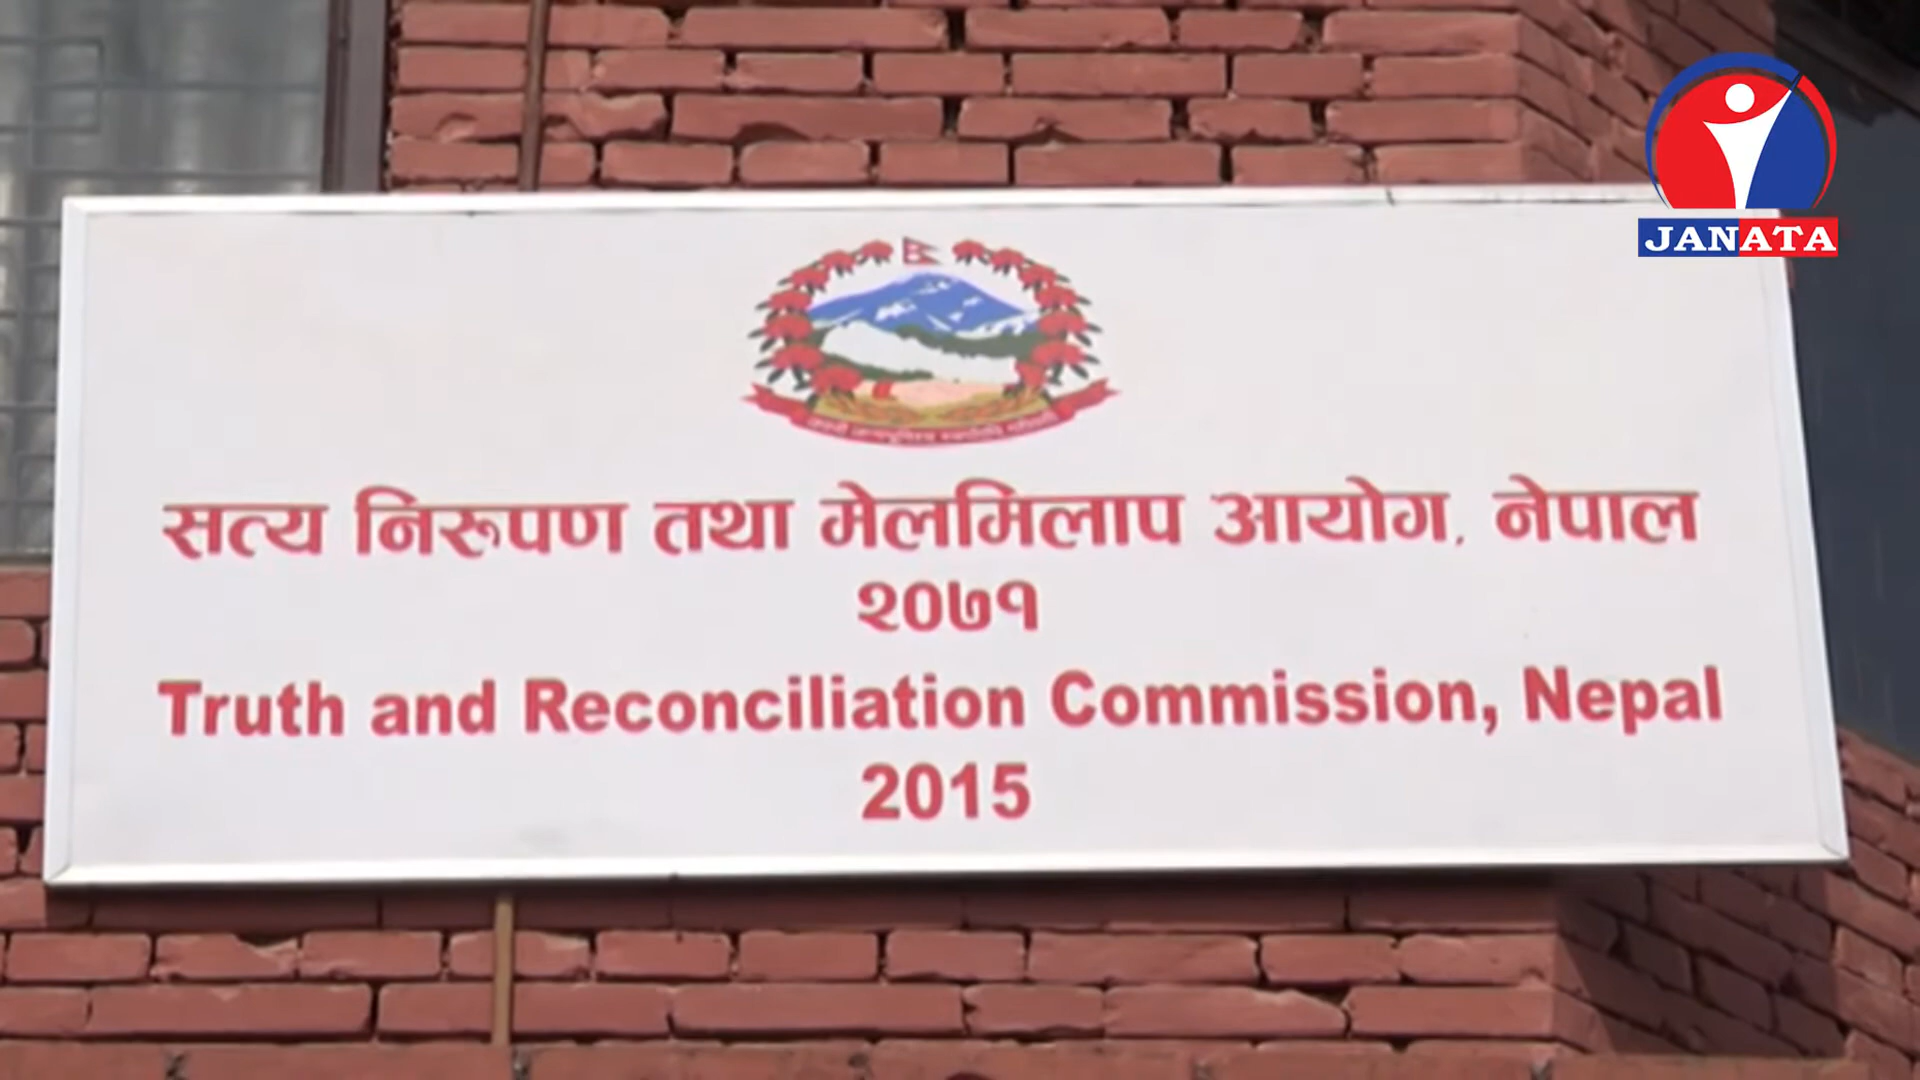 JANATA
सत्य निरुपण तथा मेलमिलाप आयोग, नेपाल
२०७१
Truth and Reconciliation Commission, Nepal
2015